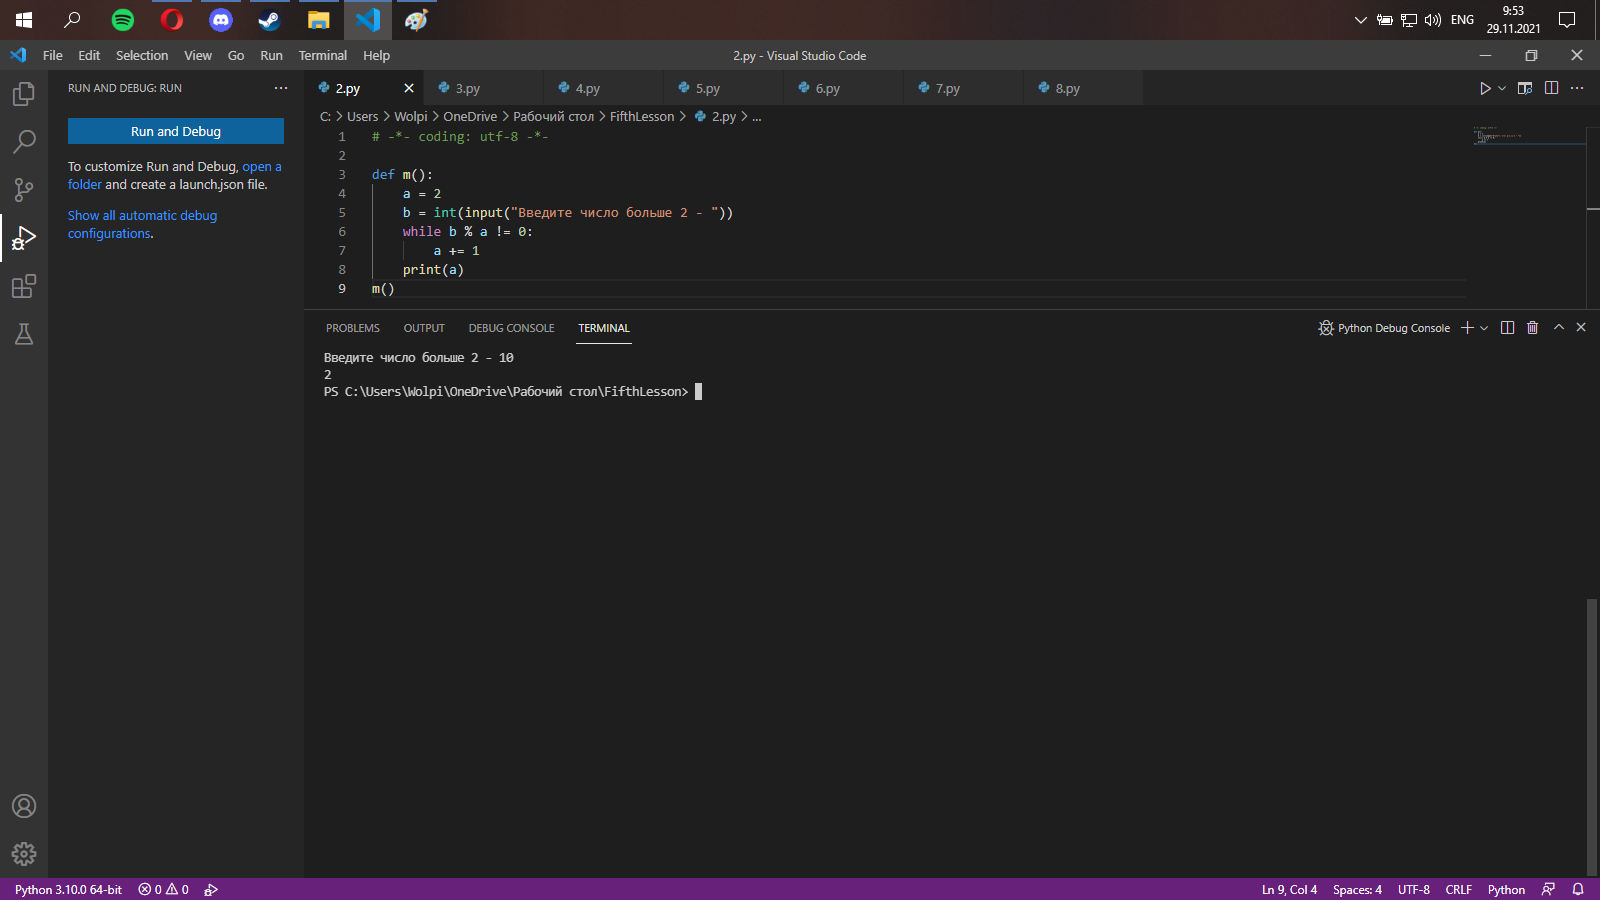 ENG
9:53
29.11.2021
File Edit Selection View Go Run Terminal Help
2.py - Visual Studio Code
RUN AND DEBUG: RUN
Run and Debug
To customize Run and Debug, open a
folder and create a launch.json file.
Show all automatic debug
configurations.
2.py 3.py 4.py 5.py 6.py 7.py 8.py
C: > Users > Wolpi > OneDrive > Рабочий стол > FifthLesson > 2.py > ...
1 # -*- coding: utf-8 -*-
2
3 def m():
4 a = 2
5 b = int(input("Введите число больше 2 - "))
6 while b % a != 0:
7 a += 1
8 print(a)
9 m()
PROBLEMS OUTPUT DEBUG CONSOLE TERMINAL
Python Debug Console
Введите число больше 2 - 10
2
PS C:\Users\Wolpi\OneDrive\Рабочий стол\FifthLesson>
Python 3.10.0 64-bit 0 0
Ln 9, Col 4 Spaces: 4 UTF-8 CRLF Python